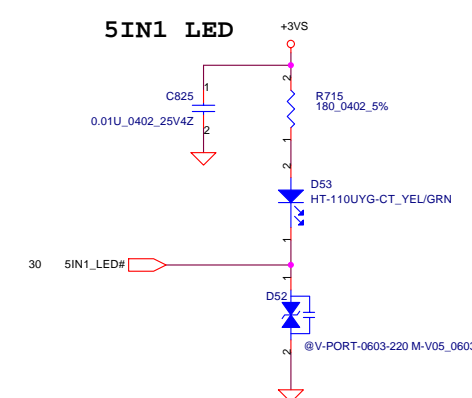 5IN1 LED
+3VS
2
1
C825
R715
180_0402_5%
0.01U_0402_25V4Z
2
1
2
D53
HT-110UYG-CT_YEL/GRN
1
30 5IN1_LED#
1
D52
@V-PORT-0603-220 M-V05_0603
2